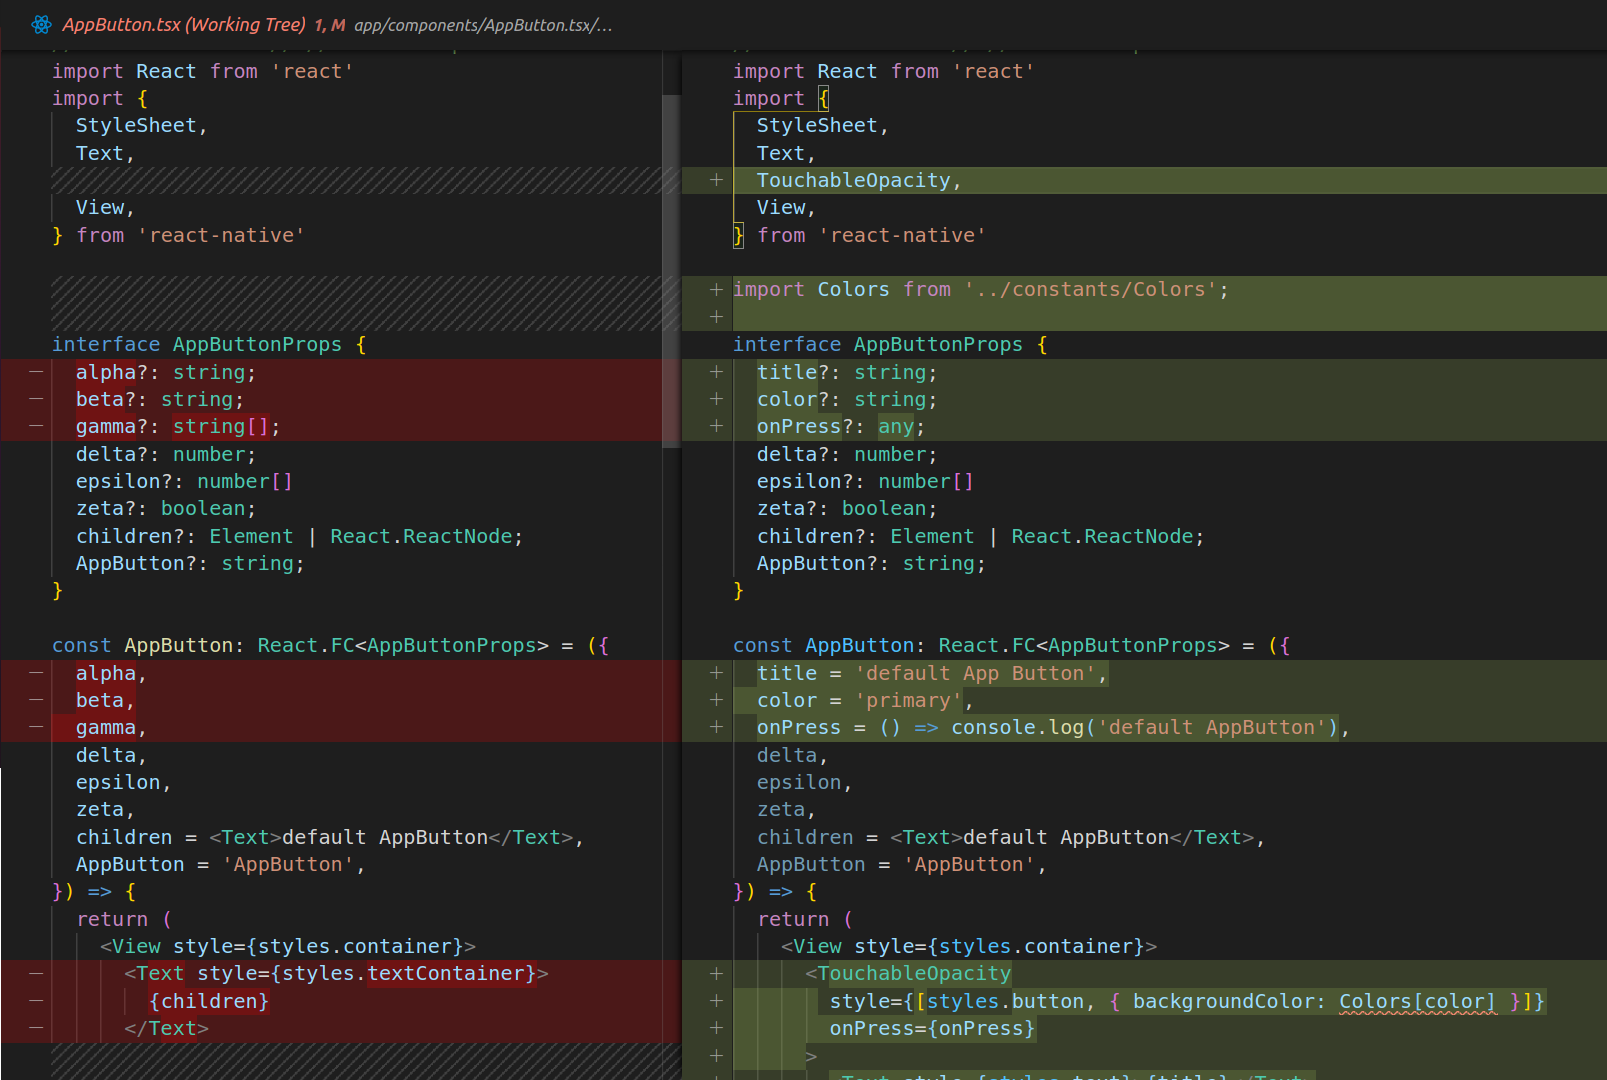 AppButton.tsx (Working Tree) 1, M app/components/AppButton.tsx/...
import React from 'react'
import {
  StyleSheet,
  Text,
  View,
} from 'react-native'
interface AppButtonProps {
−  alpha?: string;
−  beta?: string;
−  gamma?: string[];
  delta?: number;
  epsilon?: number[]
  zeta?: boolean;
  children?: Element | React.ReactNode;
  AppButton?: string;
}
const AppButton: React.FC<AppButtonProps> = ({
−  alpha,
−  beta,
−  gamma,
  delta,
  epsilon,
  zeta,
  children = <Text>default AppButton</Text>,
  AppButton = 'AppButton',
}) => {
  return (
    <View style={styles.container}>
−      <Text style={styles.textContainer}>
−        {children}
−      </Text>
import React from 'react'
import {
  StyleSheet,
  Text,
+  TouchableOpacity,
  View,
} from 'react-native'
+import Colors from '../constants/Colors';
+
interface AppButtonProps {
+  title?: string;
+  color?: string;
+  onPress?: any;
  delta?: number;
  epsilon?: number[]
  zeta?: boolean;
  children?: Element | React.ReactNode;
  AppButton?: string;
}
const AppButton: React.FC<AppButtonProps> = ({
+  title = 'default App Button',
+  color = 'primary',
+  onPress = () => console.log('default AppButton'),
  delta,
  epsilon,
  zeta,
  children = <Text>default AppButton</Text>,
  AppButton = 'AppButton',
}) => {
  return (
    <View style={styles.container}>
+      <TouchableOpacity
+        style={[styles.button, { backgroundColor: Colors[color] }]}
+        onPress={onPress}
+      >
+        <Text style={styles.text}>{title}</Text>